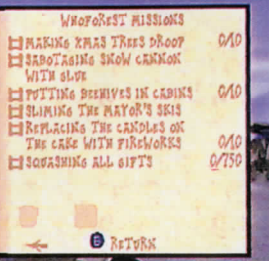 WHOFOREST MISSIONS
MAKING XMAS TREES DROOP 0/10
SABOTAGING SNOW CANNON
WITH GLUE
PUTTING BEEHIVES IN CABINS 0/10
SLIMING THE MAYOR'S SKIS
REPLACING THE CANDLES ON
THE CAKE WITH FIREWORKS 0/10
SQUASHING ALL GIFTS 0/750
B RETURN